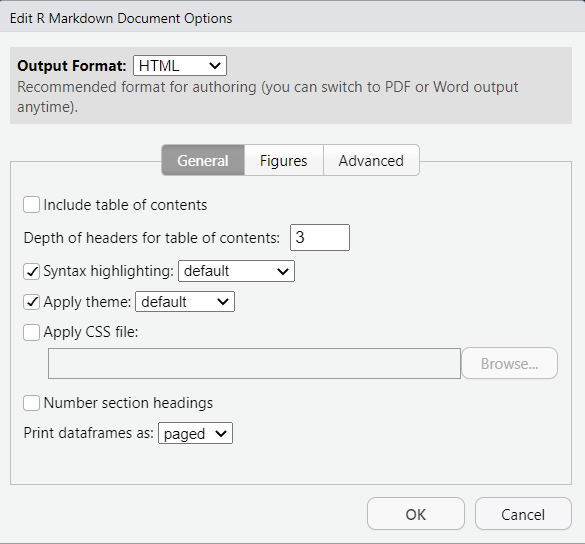 Edit R Markdown Document Options
Output Format: HTML
Recommended format for authoring (you can switch to PDF or Word output
anytime).
General Figures Advanced
Include table of contents
Depth of headers for table of contents: 3
Syntax highlighting: default
Apply theme: default
Apply CSS file:
Browse...
Number section headings
Print dataframes as: paged
OK Cancel